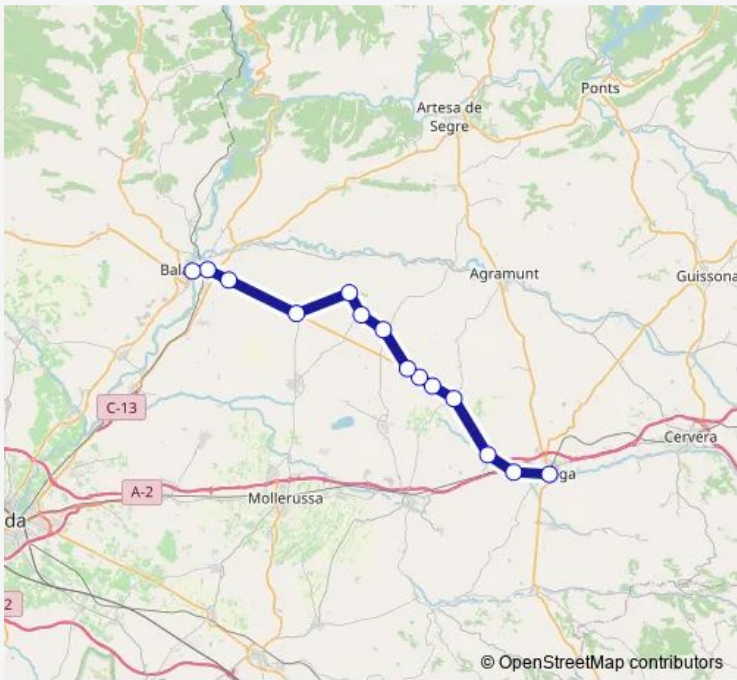 Ponts
Artesa de
Segre
Bal
Agramunt
Guissona
C-13
Cervera
A-2
Mollerussa
ga
da
2
© OpenStreetMap contributors